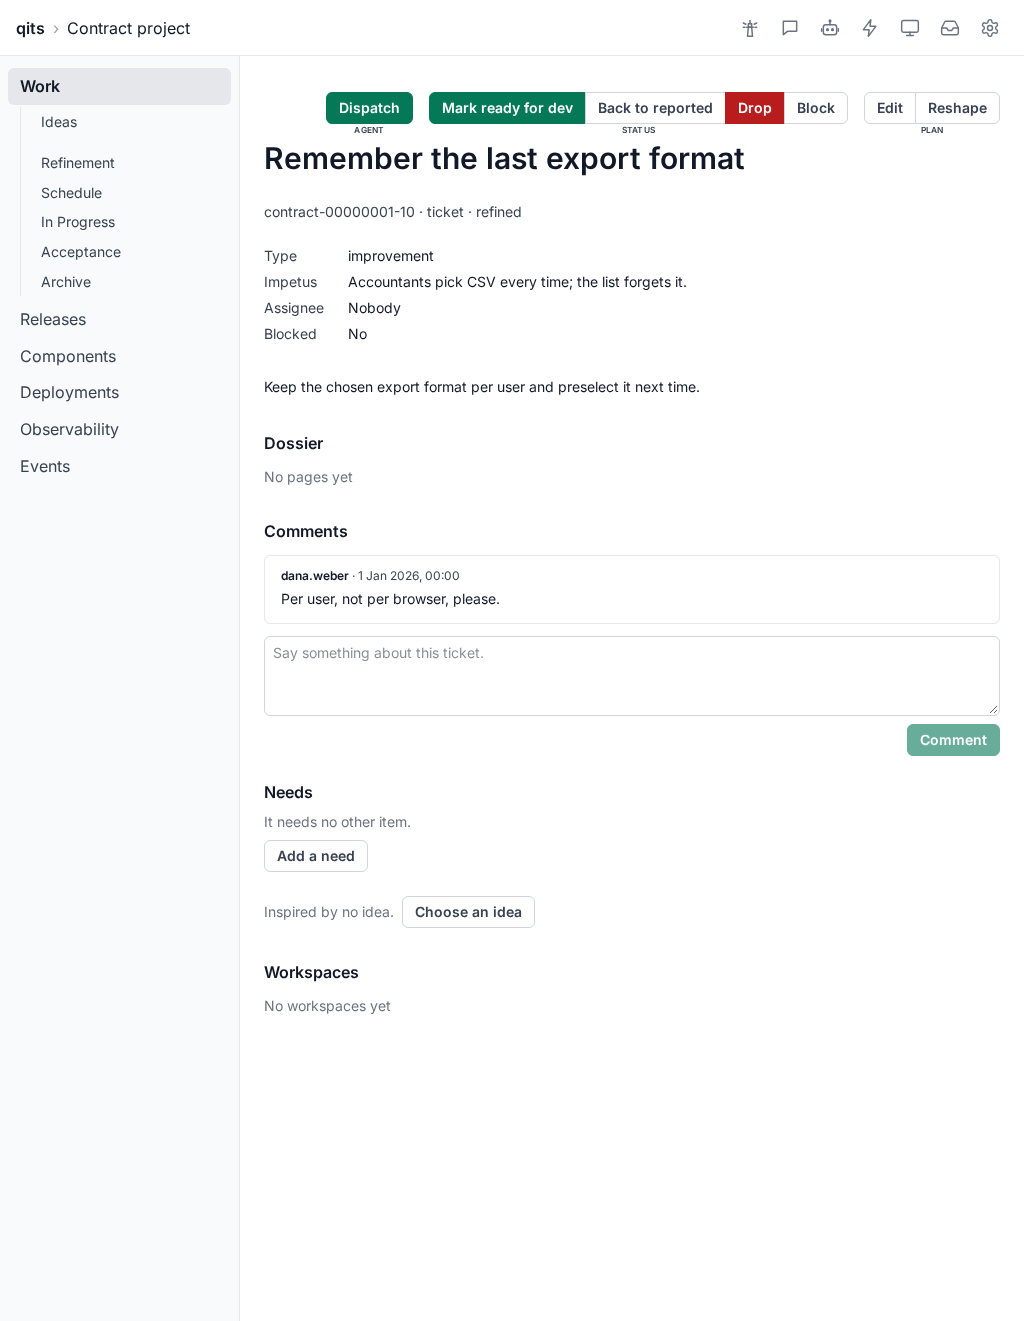 qits › Contract project
Work
Ideas
Refinement
Schedule
In Progress
Acceptance
Archive
Releases
Components
Deployments
Observability
Events
Dispatch
AGENT
Mark ready for dev Back to reported Drop Block
STATUS
Edit Reshape
PLAN
Remember the last export format
contract-00000001-10 · ticket · refined
Type improvement
Impetus Accountants pick CSV every time; the list forgets it.
Assignee Nobody
Blocked No
Keep the chosen export format per user and preselect it next time.
Dossier
No pages yet
Comments
dana.weber · 1 Jan 2026, 00:00
Per user, not per browser, please.
Say something about this ticket.
Comment
Needs
It needs no other item.
Add a need
Inspired by no idea. Choose an idea
Workspaces
No workspaces yet